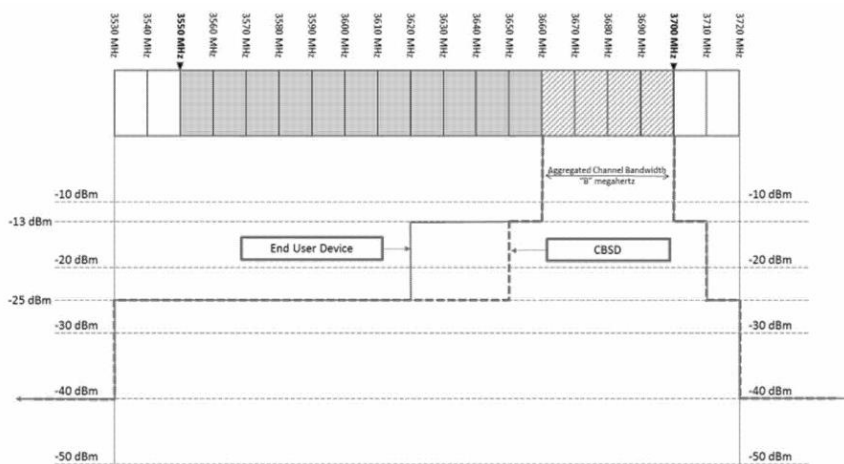 3530 MHz
3540 MHz
3550 MHz
3560 MHz
3570 MHz
3580 MHz
3590 MHz
3600 MHz
3610 MHz
3620 MHz
3630 MHz
3640 MHz
3650 MHz
3660 MHz
3670 MHz
3680 MHz
3690 MHz
3700 MHz
3710 MHz
3720 MHz
Aggregated Channel Bandwidth
"B" megahertz
-10 dBm
-10 dBm
-13 dBm
-13 dBm
End User Device
CBSD
-20 dBm
-20 dBm
-25 dBm
-25 dBm
-30 dBm
-30 dBm
-40 dBm
-40 dBm
-50 dBm
-50 dBm